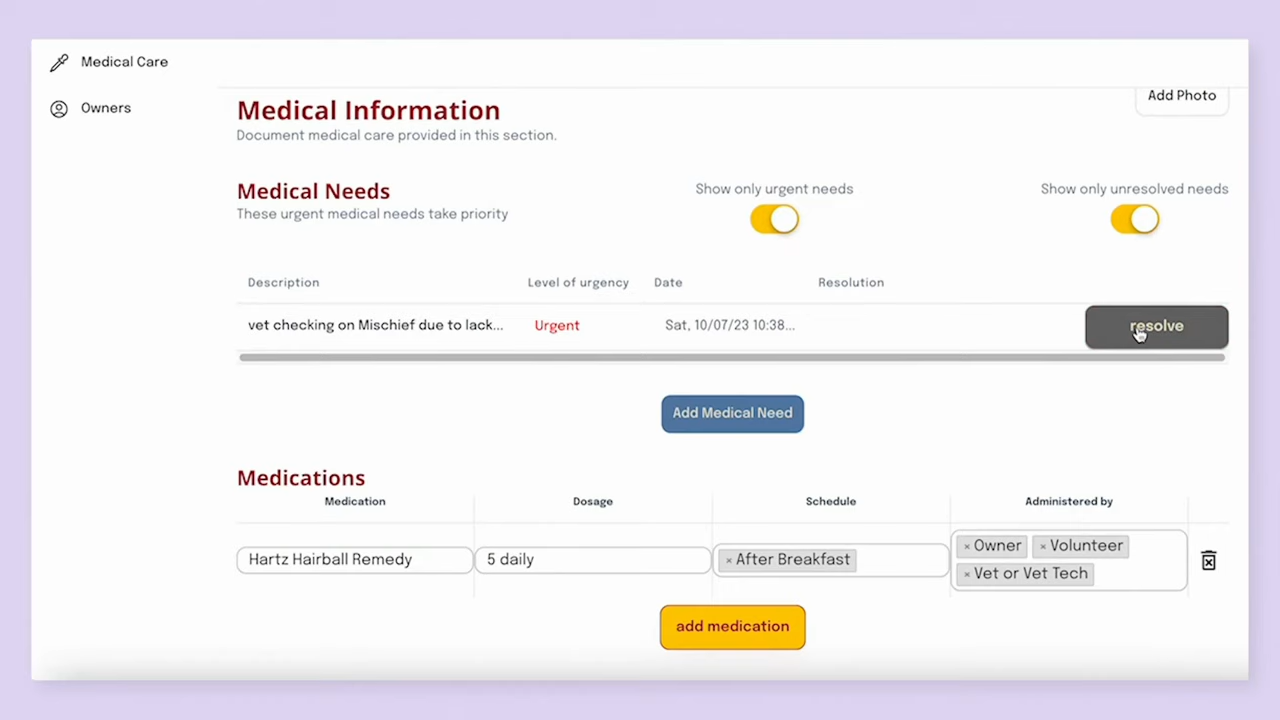 Medical Care
Owners
Add Photo
Medical Information
Document medical care provided in this section.
Medical Needs
These urgent medical needs take priority
Show only urgent needs
Show only unresolved needs
Description Level of urgency Date Resolution
vet checking on Mischief due to lack... Urgent Sat, 10/07/23 10:38... resolve
Add Medical Need
Medications
Medication Dosage Schedule Administered by
Hartz Hairball Remedy 5 daily × After Breakfast × Owner × Volunteer
× Vet or Vet Tech
add medication